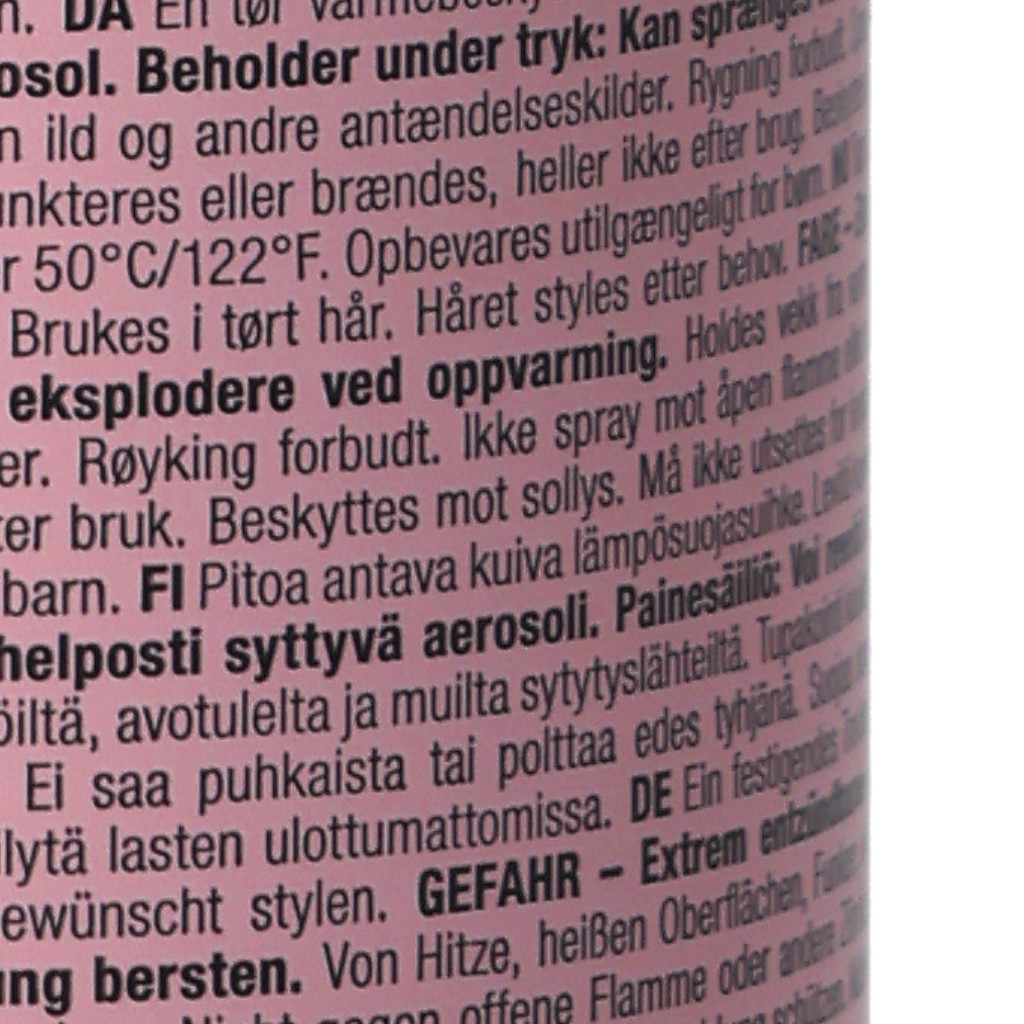 n. DA En tør varmebesky
osol. Beholder under tryk: Kan sprænges
n ild og andre antændelseskilder. Rygning forbudt.
unkteres eller brændes, heller ikke efter brug.
r 50°C/122°F. Opbevares utilgængeligt for børn.
Brukes i tørt hår. Håret styles etter behov. FARE –
eksplodere ved oppvarming. Holdes vekk fra
er. Røyking forbudt. Ikke spray mot åpen flamme
ter bruk. Beskyttes mot sollys. Må ikke utsettes for
barn. FI Pitoa antava kuiva lämpösuojasuihke.
helposti syttyvä aerosoli. Painesäiliö: Voi
öiltä, avotulelta ja muilta sytytyslähteiltä.
Ei saa puhkaista tai polttaa edes tyhjänä.
ilytä lasten ulottumattomissa. DE Ein festigendes
ewünscht stylen. GEFAHR – Extrem
ung bersten. Von Hitze, heißen Oberflächen,
Nicht gegen offene Flamme oder andere